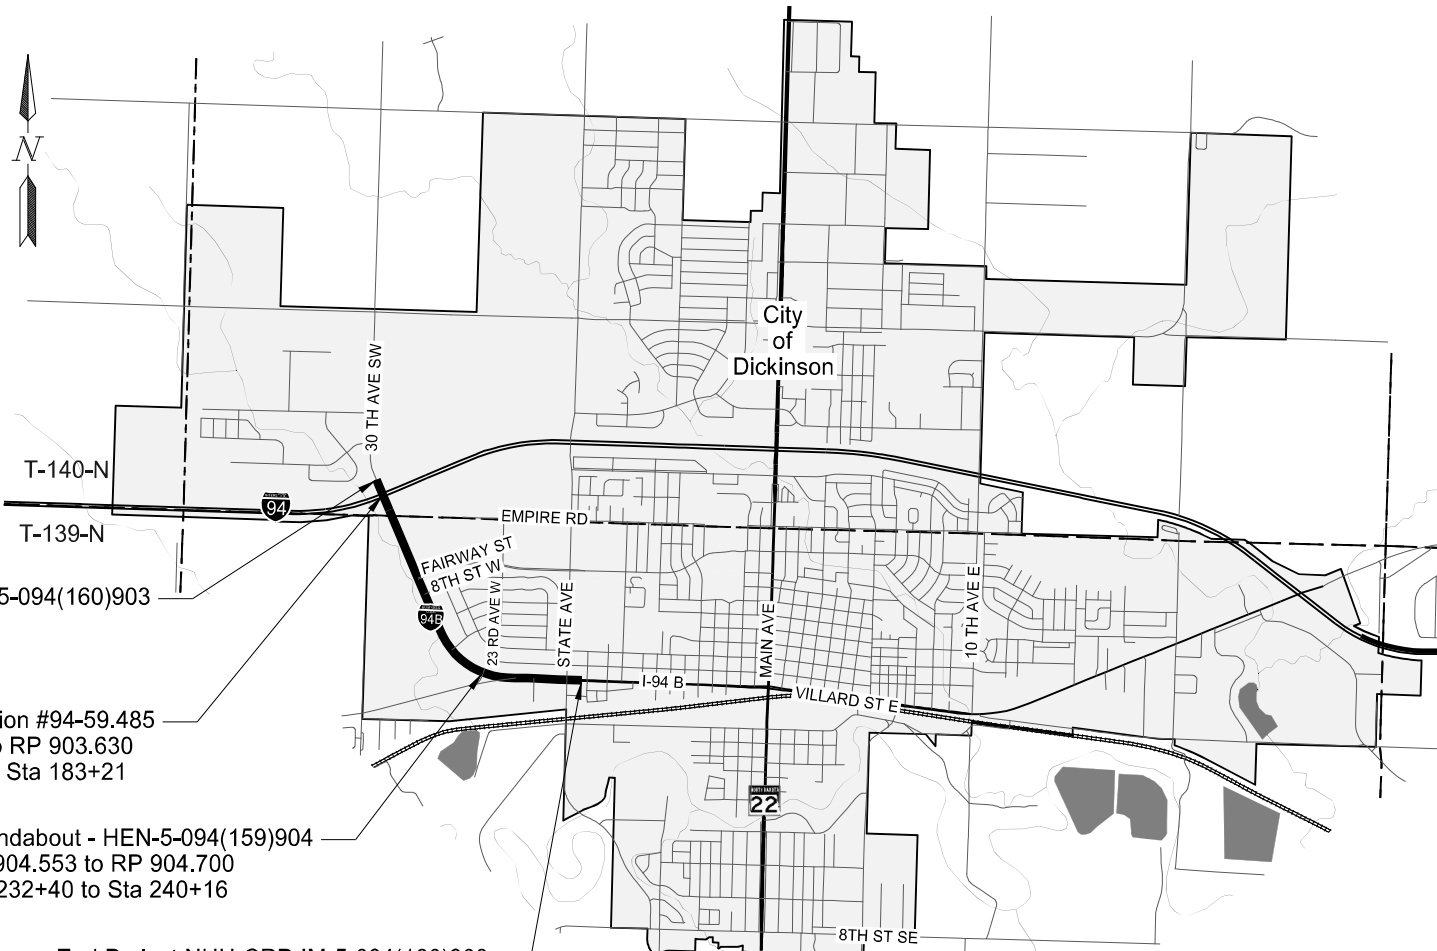 N
City
of
Dickinson
30 TH AVE SW
T-140-N
94
T-139-N
EMPIRE RD
FAIRWAY ST
8TH ST W
5-094(160)903
94B
23 RD AVE W
STATE AVE
MAIN AVE
10 TH AVE E
I-94 B
VILLARD ST E
ion #94-59.485
RP 903.630
Sta 183+21
NORTH DAKOTA
22
ndabout - HEN-5-094(159)904
904.553 to RP 904.700
232+40 to Sta 240+16
8TH ST SE